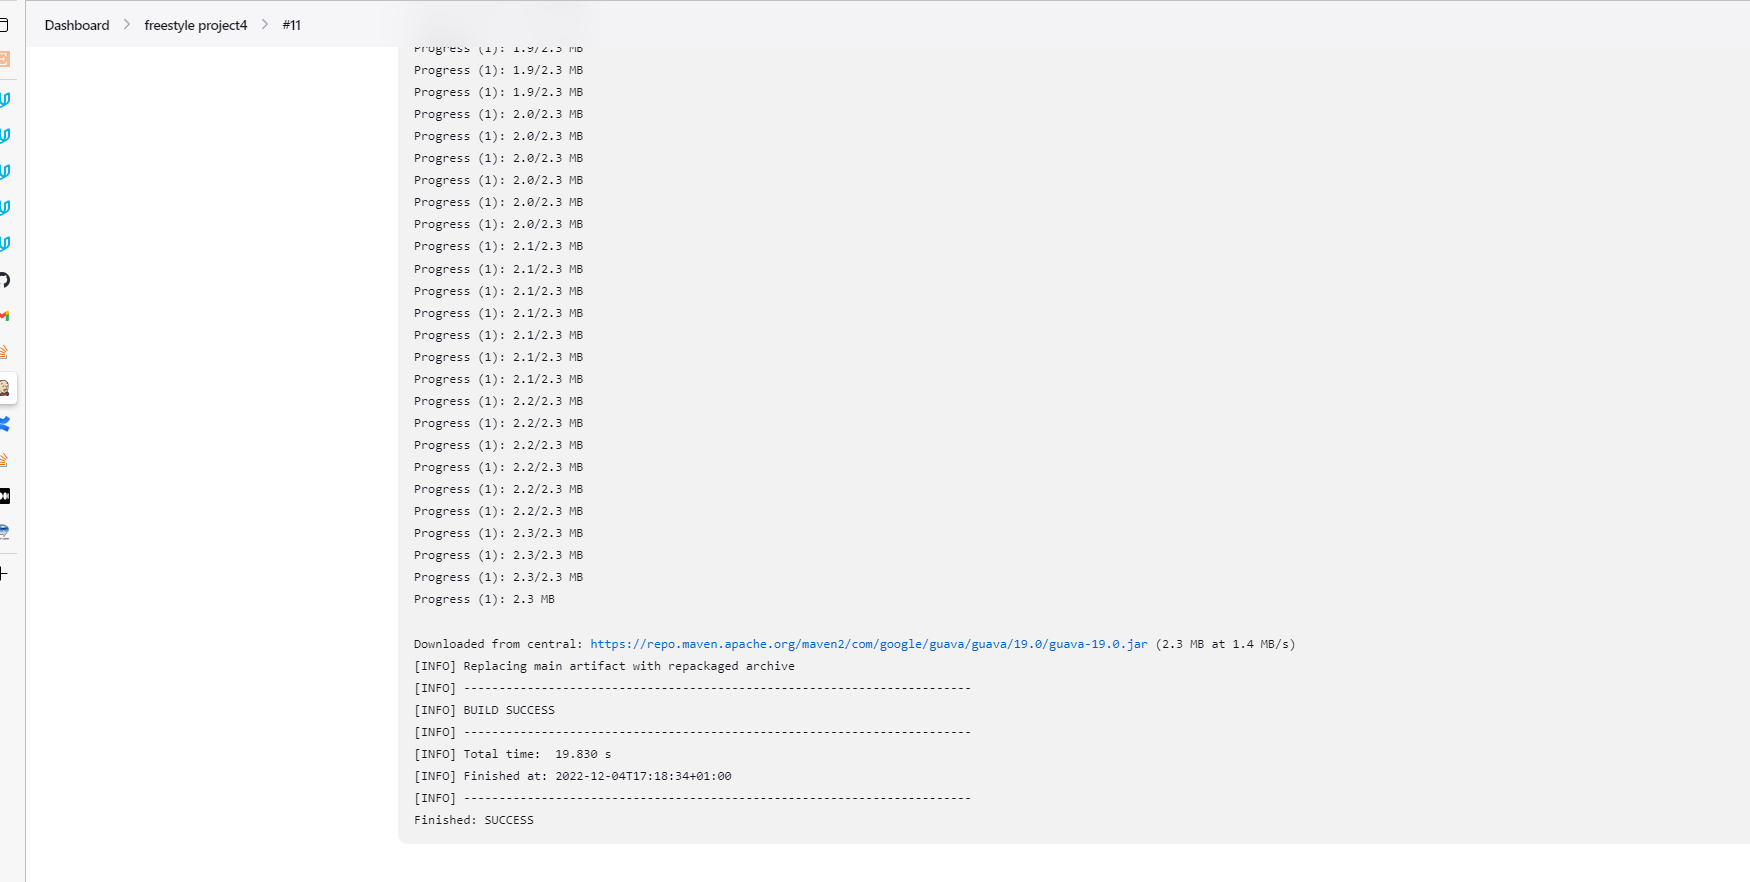 Dashboard > freestyle project4 > #11
Progress (1): 1.9/2.3 MB
Progress (1): 1.9/2.3 MB
Progress (1): 1.9/2.3 MB
Progress (1): 2.0/2.3 MB
Progress (1): 2.0/2.3 MB
Progress (1): 2.0/2.3 MB
Progress (1): 2.0/2.3 MB
Progress (1): 2.0/2.3 MB
Progress (1): 2.0/2.3 MB
Progress (1): 2.1/2.3 MB
Progress (1): 2.1/2.3 MB
Progress (1): 2.1/2.3 MB
Progress (1): 2.1/2.3 MB
Progress (1): 2.1/2.3 MB
Progress (1): 2.1/2.3 MB
Progress (1): 2.1/2.3 MB
Progress (1): 2.2/2.3 MB
Progress (1): 2.2/2.3 MB
Progress (1): 2.2/2.3 MB
Progress (1): 2.2/2.3 MB
Progress (1): 2.2/2.3 MB
Progress (1): 2.2/2.3 MB
Progress (1): 2.3/2.3 MB
Progress (1): 2.3/2.3 MB
Progress (1): 2.3/2.3 MB
Progress (1): 2.3 MB
Downloaded from central: https://repo.maven.apache.org/maven2/com/google/guava/guava/19.0/guava-19.0.jar (2.3 MB at 1.4 MB/s)
[INFO] Replacing main artifact with repackaged archive
[INFO] ------------------------------------------------------------------------
[INFO] BUILD SUCCESS
[INFO] ------------------------------------------------------------------------
[INFO] Total time:  19.830 s
[INFO] Finished at: 2022-12-04T17:18:34+01:00
[INFO] ------------------------------------------------------------------------
Finished: SUCCESS